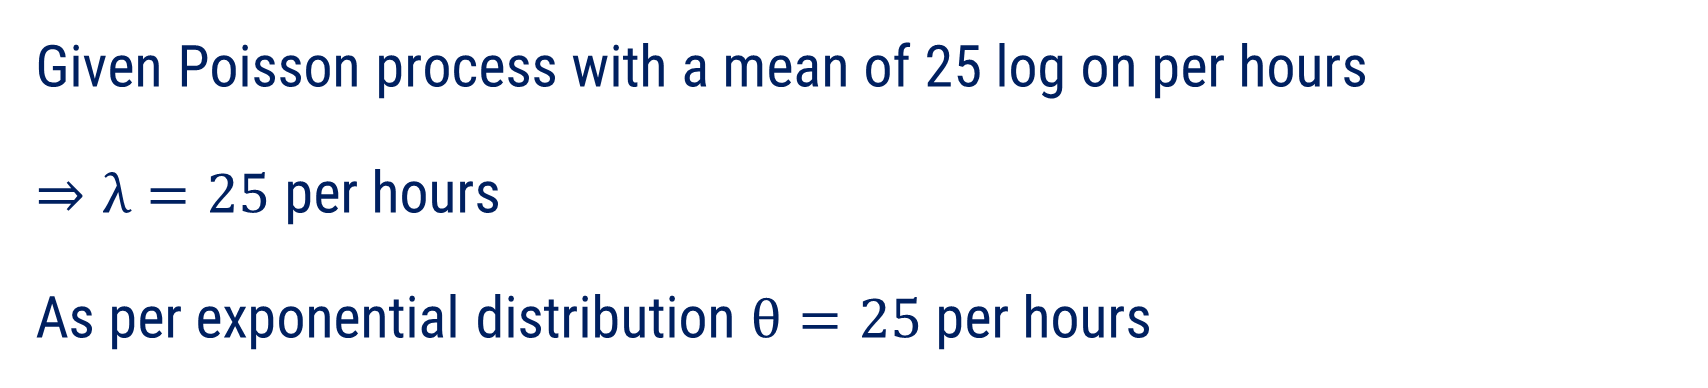 Given Poisson process with a mean of 25 log on per hours
⇒ λ = 25 per hours
As per exponential distribution θ = 25 per hours